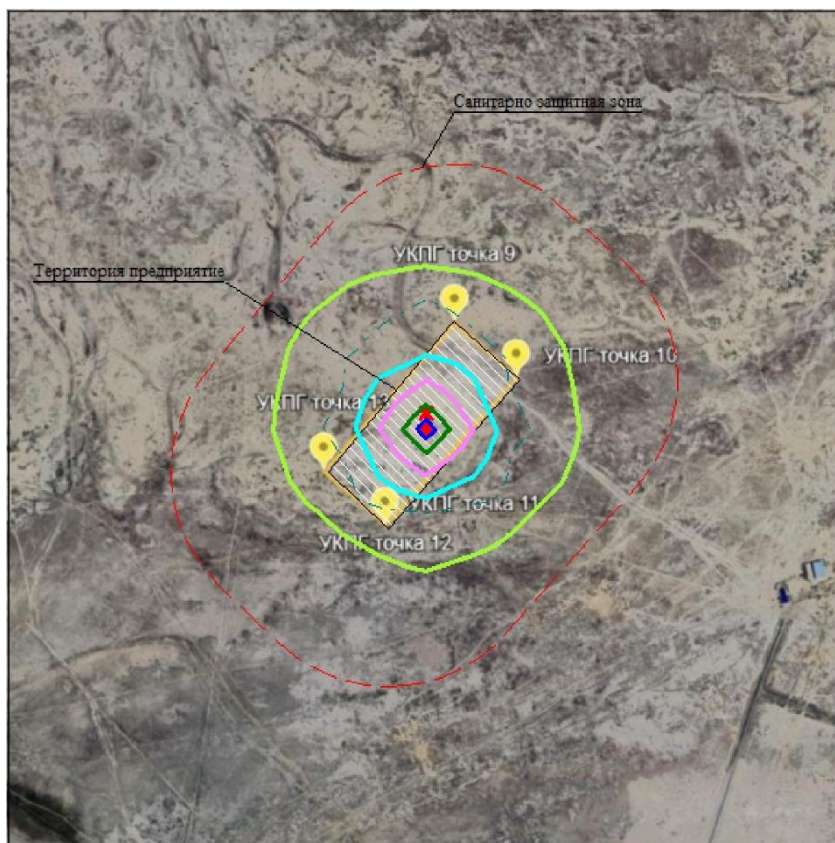 Санитарно защитная зона
УКПГ точка 9
Территория предприятие
УКПГ точка 10
УКПГ точка 13
УКПГ точка 11
УКПГ точка 12